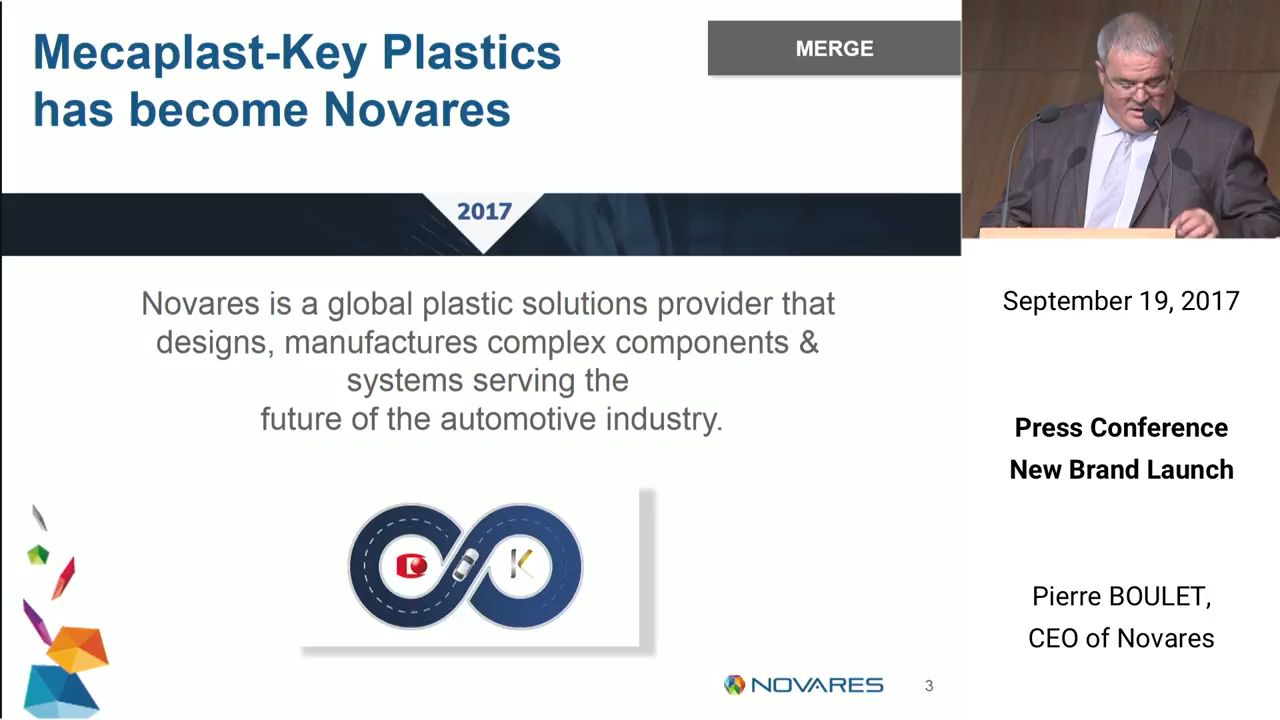 Mecaplast-Key Plastics
has become Novares
MERGE
2017
Novares is a global plastic solutions provider that
designs, manufactures complex components &
systems serving the
future of the automotive industry.
K
NOVARES
3
September 19, 2017
Press Conference
New Brand Launch
Pierre BOULET,
CEO of Novares